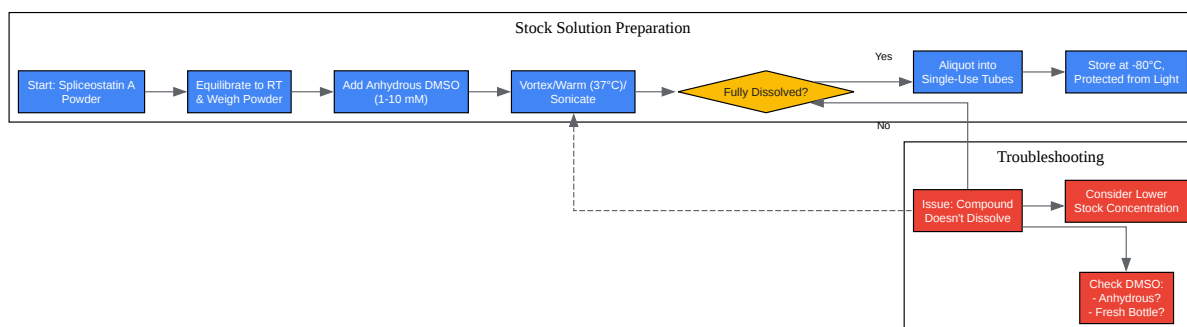 Stock Solution Preparation
Start: Spliceostatin A
Powder
Equilibrate to RT
& Weigh Powder
Add Anhydrous DMSO
(1-10 mM)
Vortex/Warm (37°C)/
Sonicate
Fully Dissolved?
Yes
Aliquot into
Single-Use Tubes
Store at -80°C,
Protected from Light
No
Troubleshooting
Issue: Compound
Doesn't Dissolve
Consider Lower
Stock Concentration
Check DMSO:
- Anhydrous?
- Fresh Bottle?